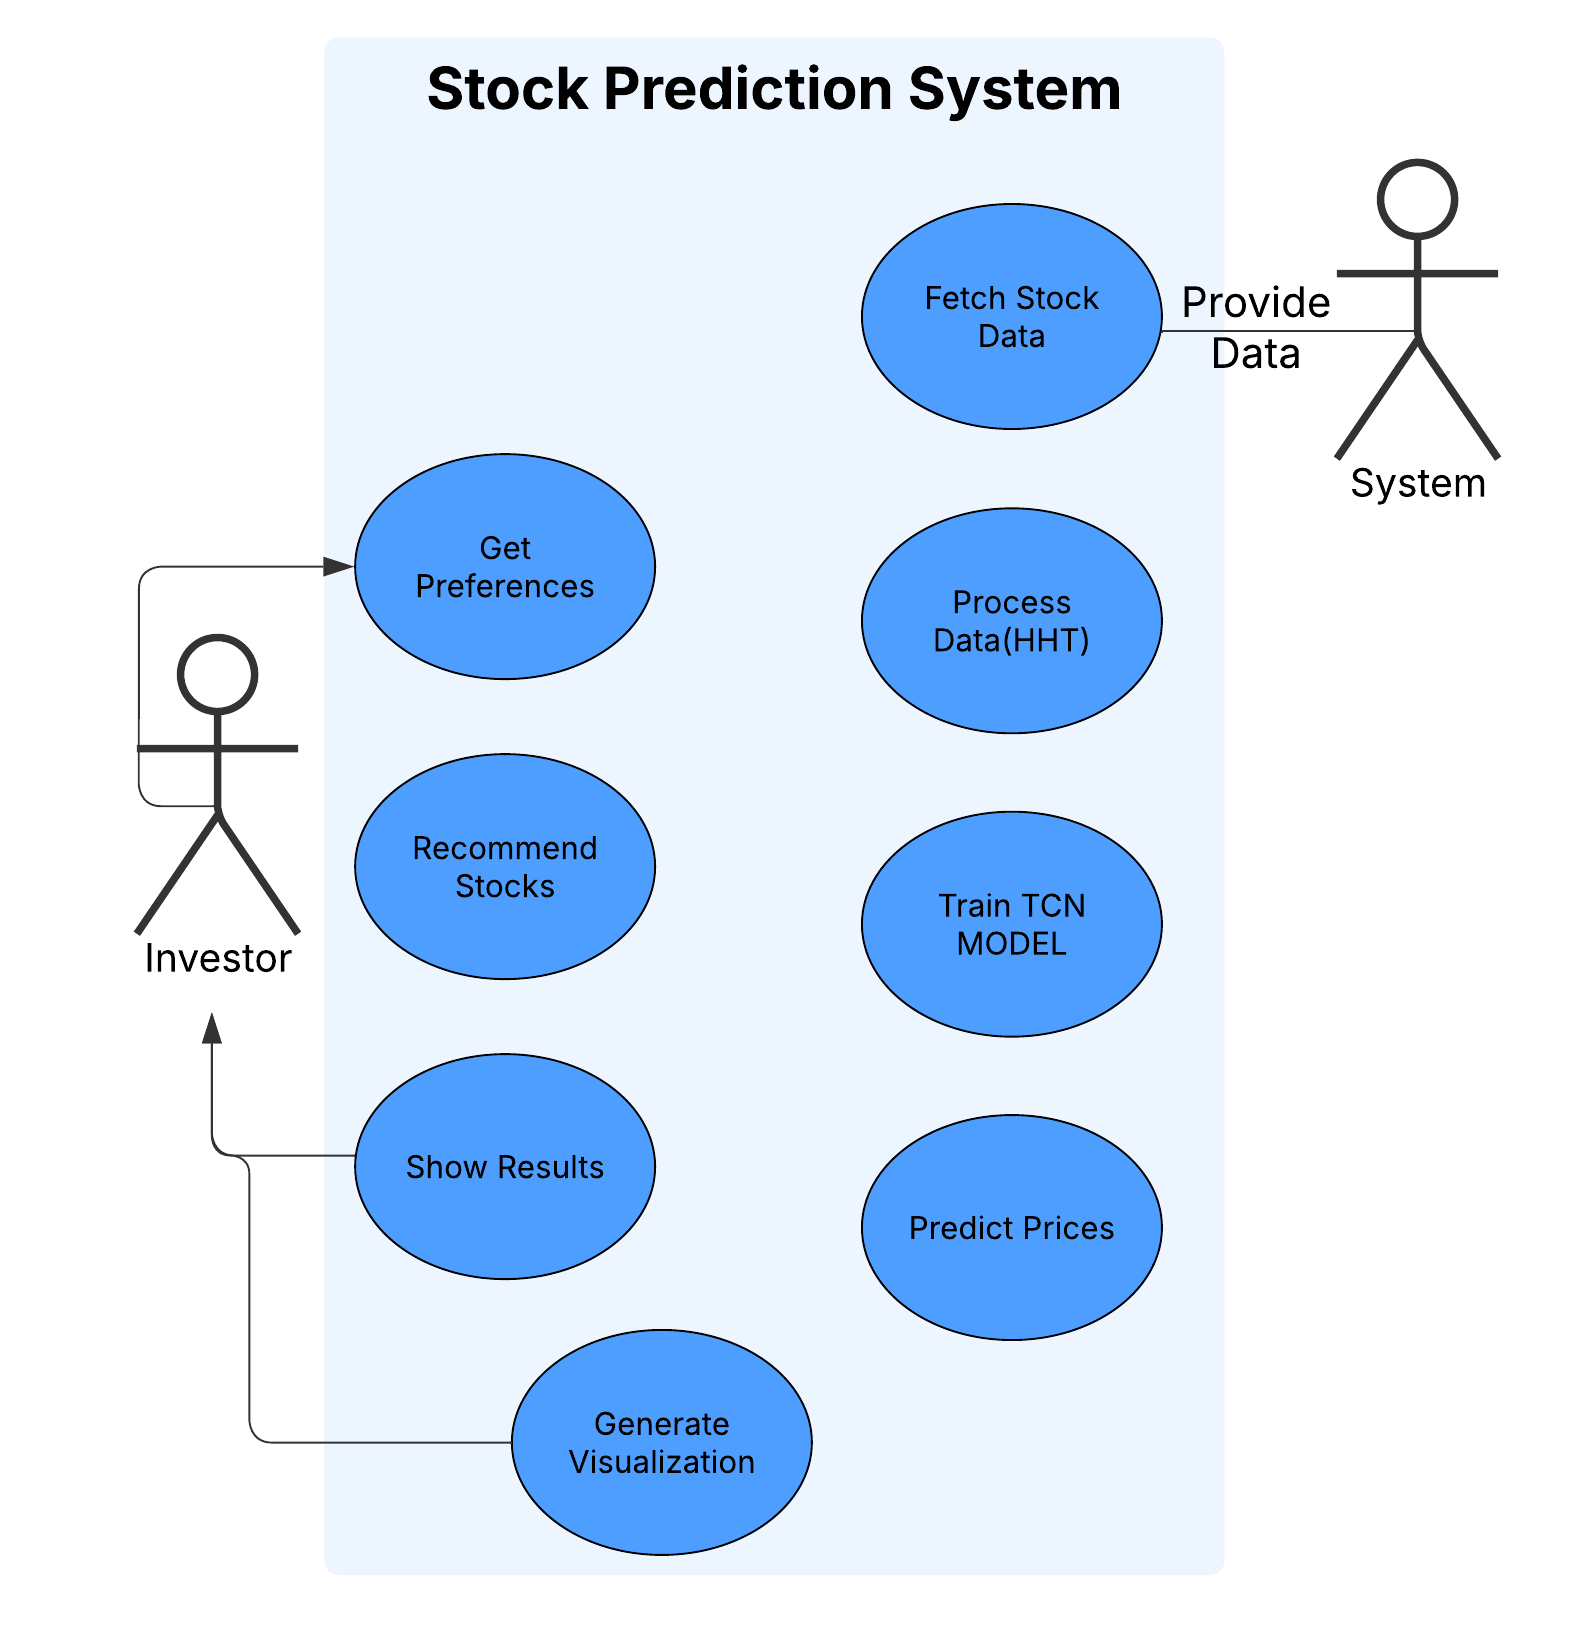 Stock Prediction System
Fetch Stock
Data
Provide
Data
System
Get
Preferences
Process
Data(HHT)
Recommend
Stocks
Train TCN
MODEL
Investor
Show Results
Predict Prices
Generate
Visualization